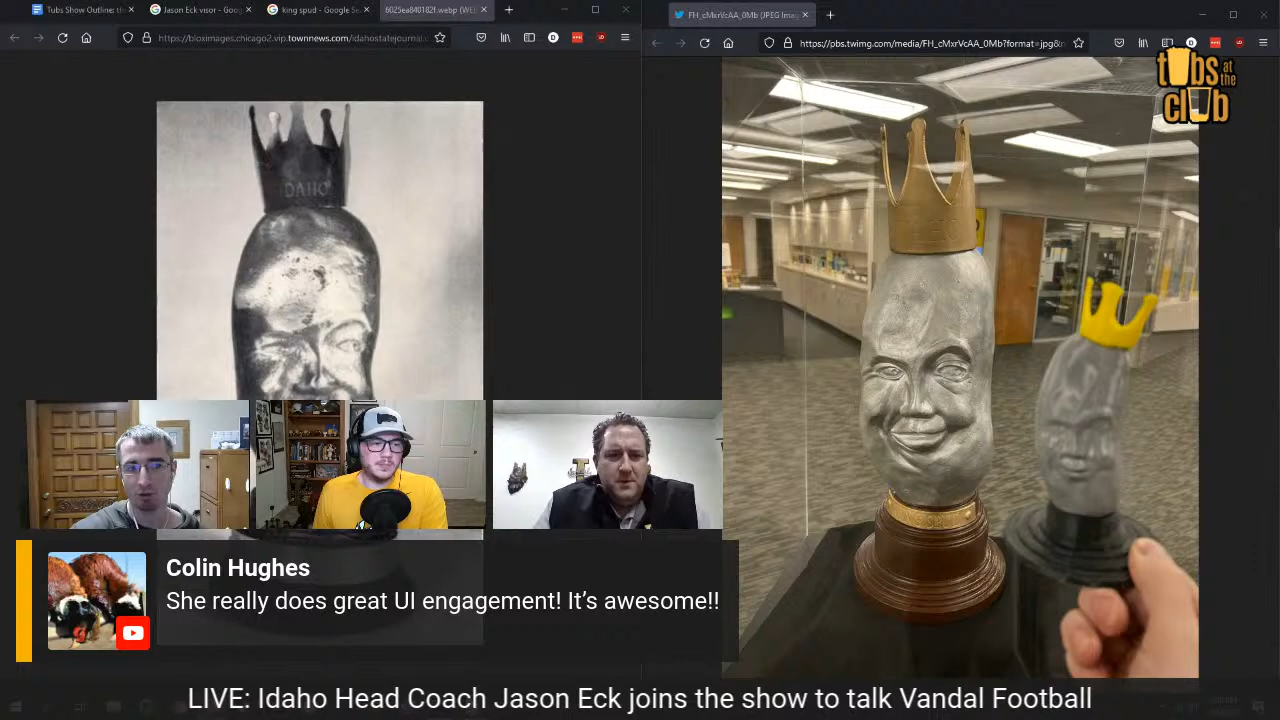 Tubs Show Outline: the
Jason Eck visor - Goog
king spud - Google Se
6025ea840182f.webp (WE
FH_cMxrVcAA_0Mb (JPEG Imag
https://bloximages.chicago2.vip.townnews.com/idahostatejournal.
https://pbs.twimg.com/media/FH_cMxrVcAA_0Mb?format=jpg&
tubs
at
the
club
IDAHO
Colin Hughes
She really does great UI engagement! It’s awesome!!
LIVE: Idaho Head Coach Jason Eck joins the show to talk Vandal Football